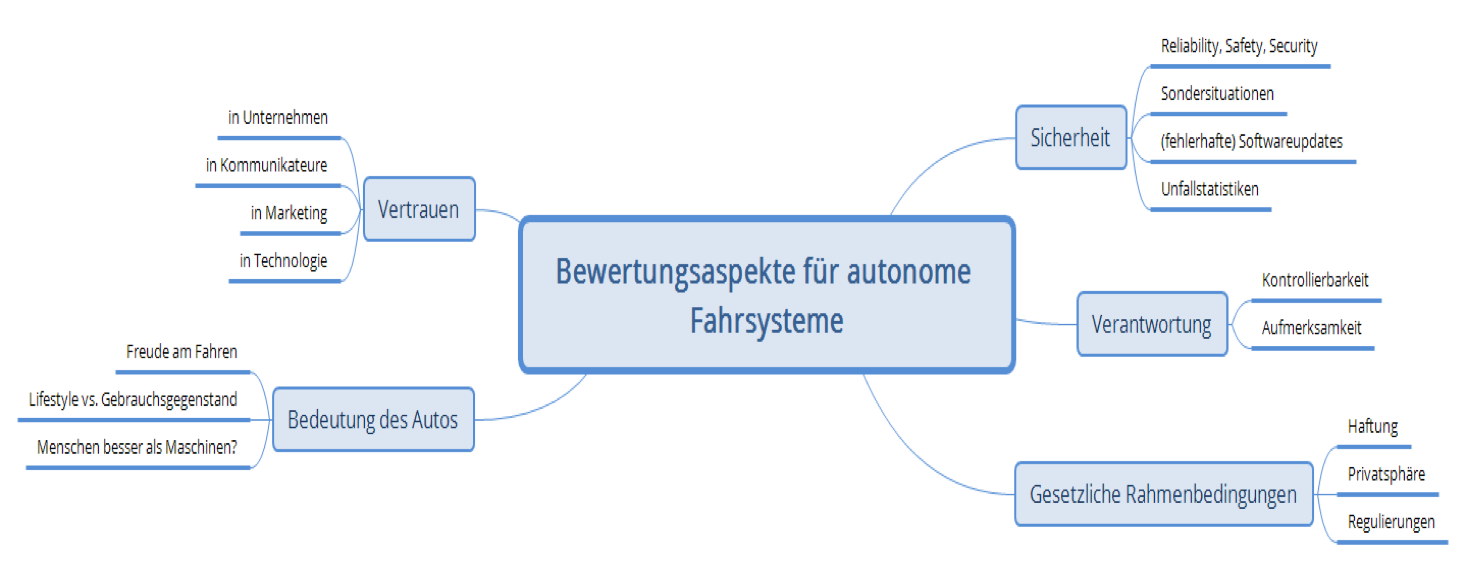 Bewertungsaspekte für autonome
Fahrsysteme
Vertrauen
in Unternehmen
in Kommunikateure
in Marketing
in Technologie
Bedeutung des Autos
Freude am Fahren
Lifestyle vs. Gebrauchsgegenstand
Menschen besser als Maschinen?
Sicherheit
Reliability, Safety, Security
Sondersituationen
(fehlerhafte) Softwareupdates
Unfallstatistiken
Verantwortung
Kontrollierbarkeit
Aufmerksamkeit
Gesetzliche Rahmenbedingungen
Haftung
Privatsphäre
Regulierungen